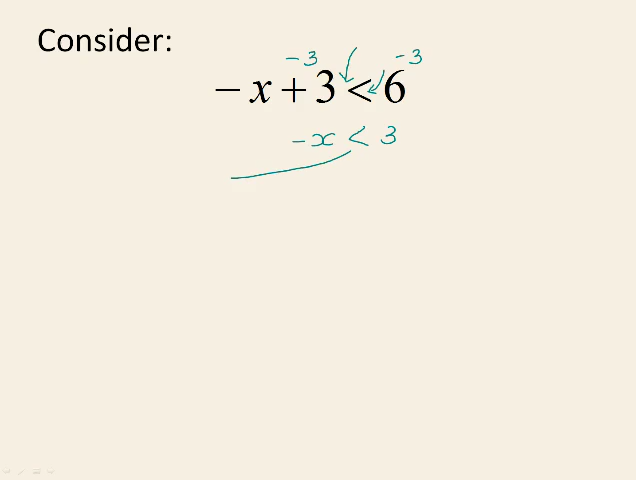 Consider:
-3 -3
−x + 3 < 6
-x < 3